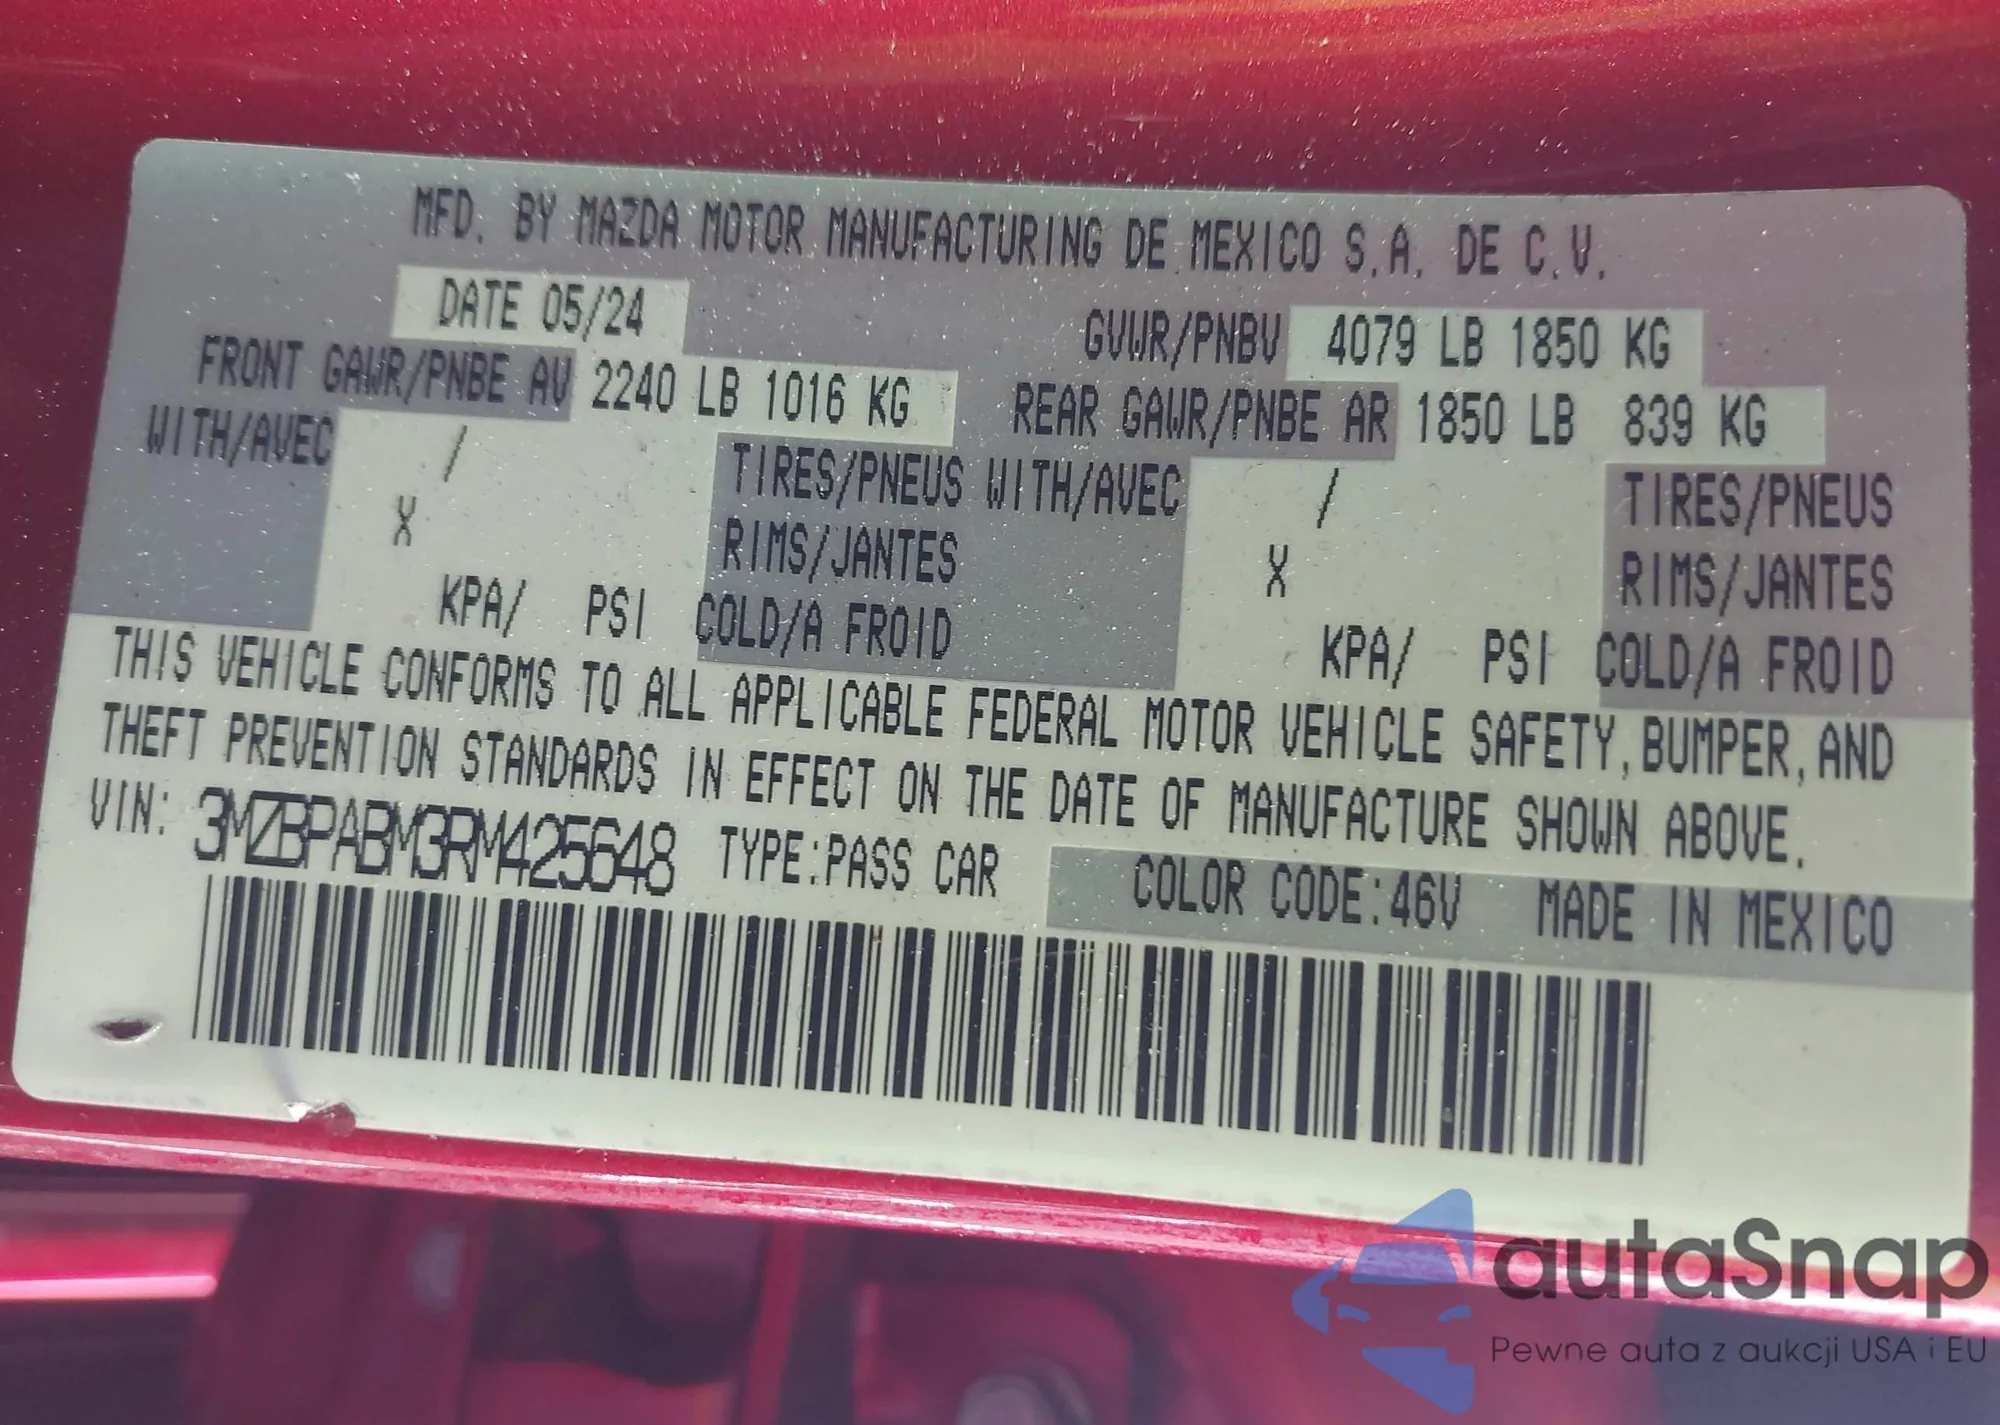 MFD. BY MAZDA MOTOR MANUFACTURING DE MEXICO S.A. DE C.V.
DATE 05/24 GVWR/PNBV 4079 LB 1850 KG
FRONT GAWR/PNBE AV 2240 LB 1016 KG REAR GAWR/PNBE AR 1850 LB 839 KG
WITH/AVEC / TIRES/PNEUS WITH/AVEC / TIRES/PNEUS
X RIMS/JANTES X RIMS/JANTES
KPA/ PSI COLD/A FROID KPA/ PSI COLD/A FROID
THIS VEHICLE CONFORMS TO ALL APPLICABLE FEDERAL MOTOR VEHICLE SAFETY, BUMPER, AND
THEFT PREVENTION STANDARDS IN EFFECT ON THE DATE OF MANUFACTURE SHOWN ABOVE.
VIN: 3MZBPABM3RM425648 TYPE: PASS CAR COLOR CODE: 46V MADE IN MEXICO
autaSnap
Pewne auta z aukcji USA i EU